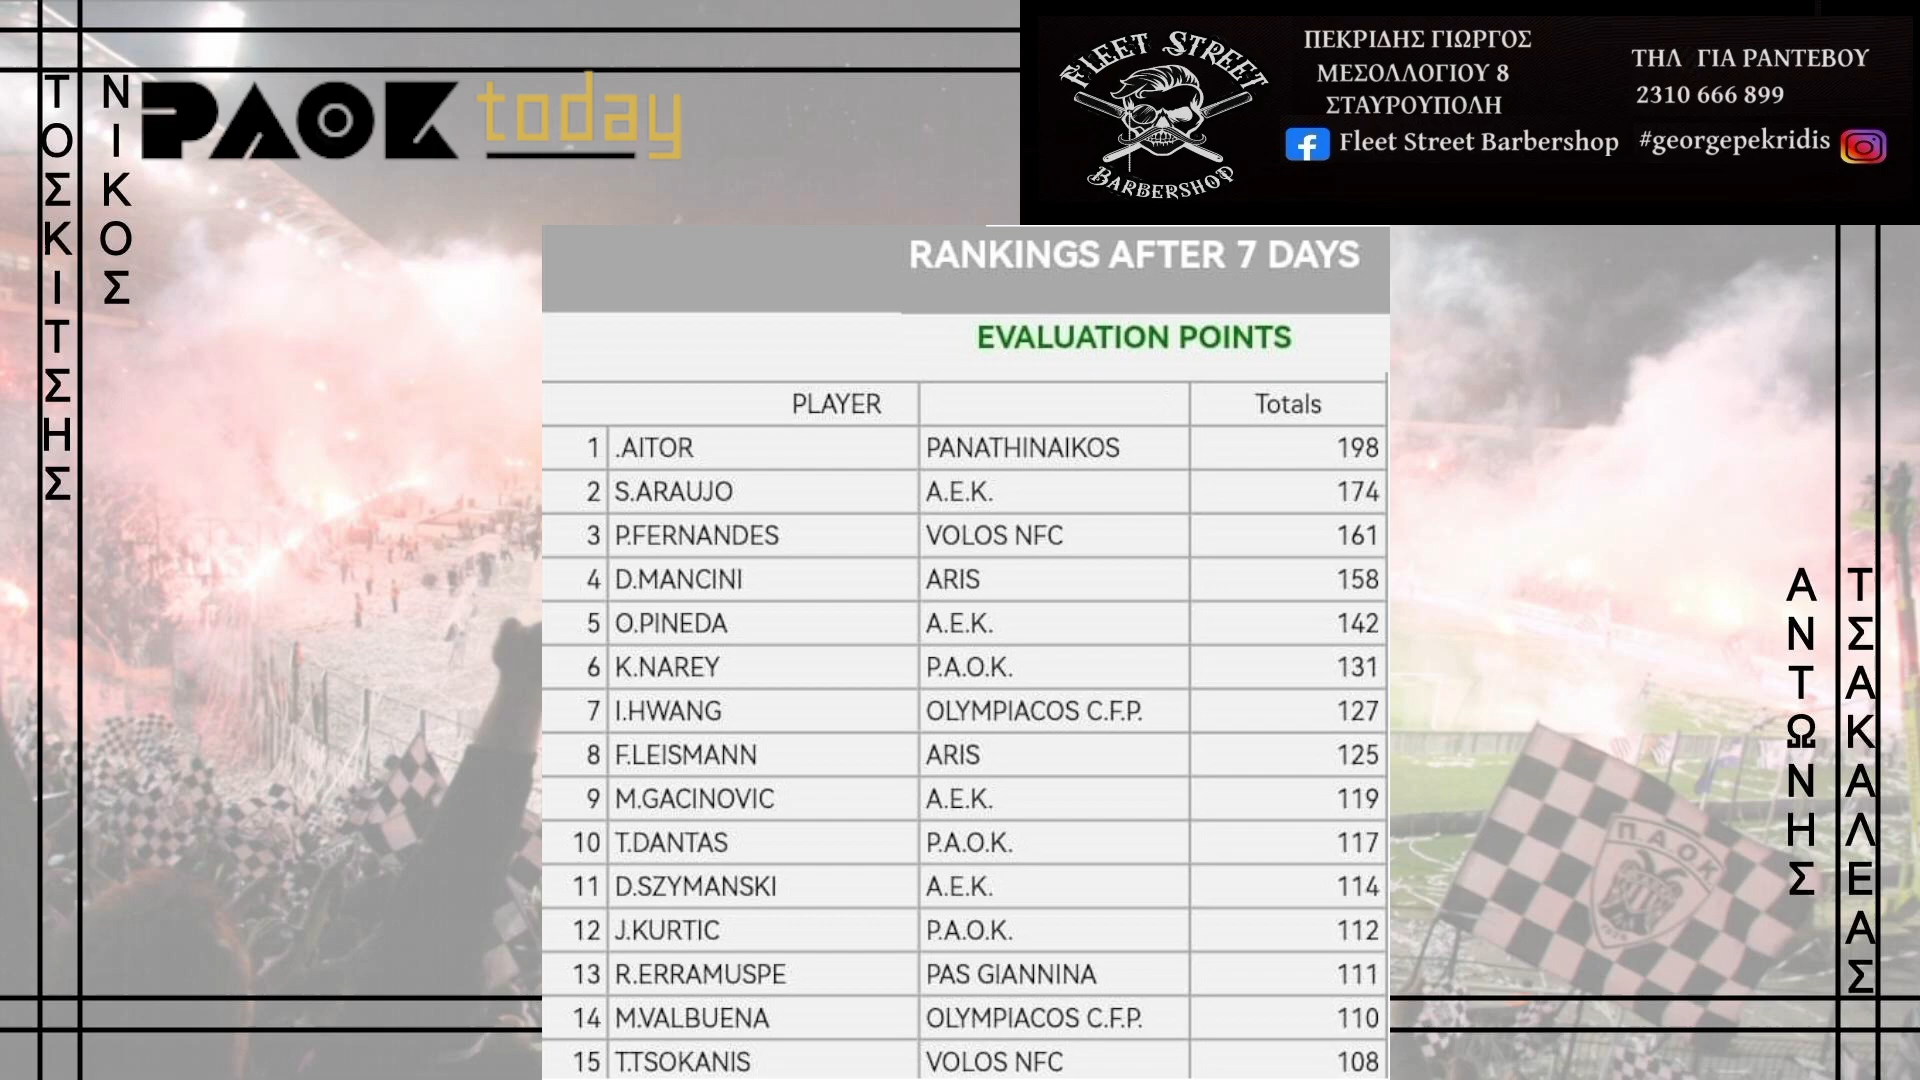 ΤΟΣΚΙΤΣΗΣ
ΝΙΚΟΣ
PAOK today
FLEET STREET
BARBERSHOP
ΠΕΚΡΙΔΗΣ ΓΙΩΡΓΟΣ
ΜΕΣΟΛΛΟΓΙΟΥ 8
ΣΤΑΥΡΟΥΠΟΛΗ
ΤΗΛ ΓΙΑ ΡΑΝΤΕΒΟΥ
2310 666 899
Fleet Street Barbershop #georgepekridis
RANKINGS AFTER 7 DAYS
EVALUATION POINTS
PLAYER Totals
1 .AITOR PANATHINAIKOS 198
2 S.ARAUJO A.E.K. 174
3 P.FERNANDES VOLOS NFC 161
4 D.MANCINI ARIS 158
5 O.PINEDA A.E.K. 142
6 K.NAREY P.A.O.K. 131
7 I.HWANG OLYMPIACOS C.F.P. 127
8 F.LEISMANN ARIS 125
9 M.GACINOVIC A.E.K. 119
10 T.DANTAS P.A.O.K. 117
11 D.SZYMANSKI A.E.K. 114
12 J.KURTIC P.A.O.K. 112
13 R.ERRAMUSPE PAS GIANNINA 111
14 M.VALBUENA OLYMPIACOS C.F.P. 110
15 T.TSOKANIS VOLOS NFC 108
ΑΝΤΩΝΗΣ
ΤΣΑΚΑΛΕΑΣ
Π.Α.Ο.Κ